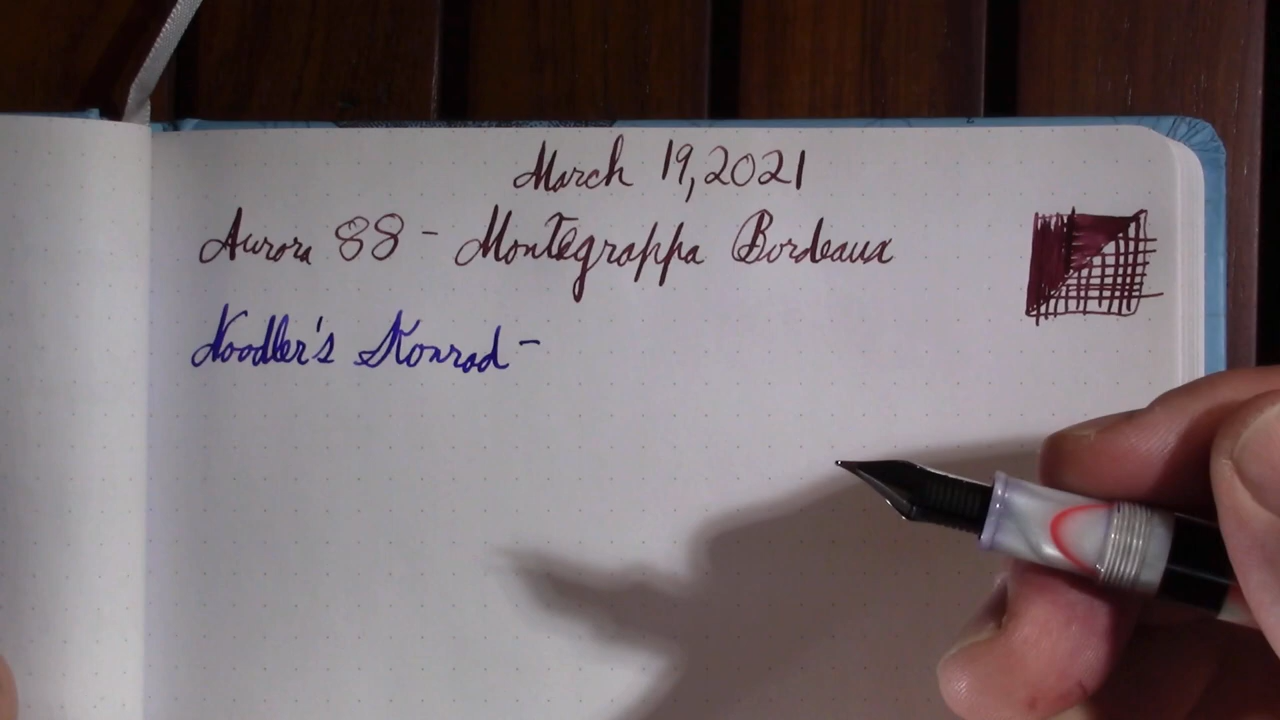 March 19, 2021
Aurora 88 - Montegrappa Bordeaux
Noodler's Konrad -